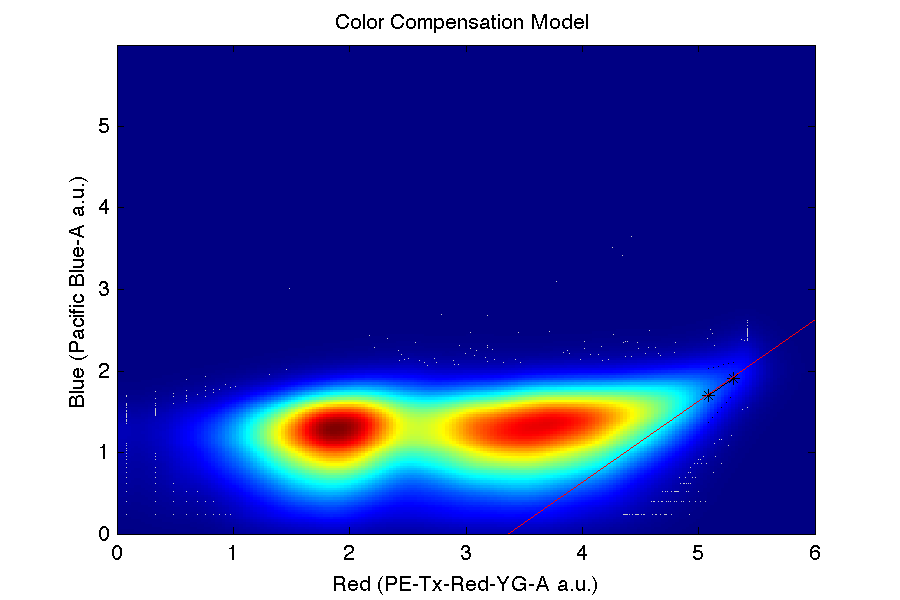 Color Compensation Model
5
4
3
2
1
0
Blue (Pacific Blue-A a.u.)
0 1 2 3 4 5 6
Red (PE-Tx-Red-YG-A a.u.)